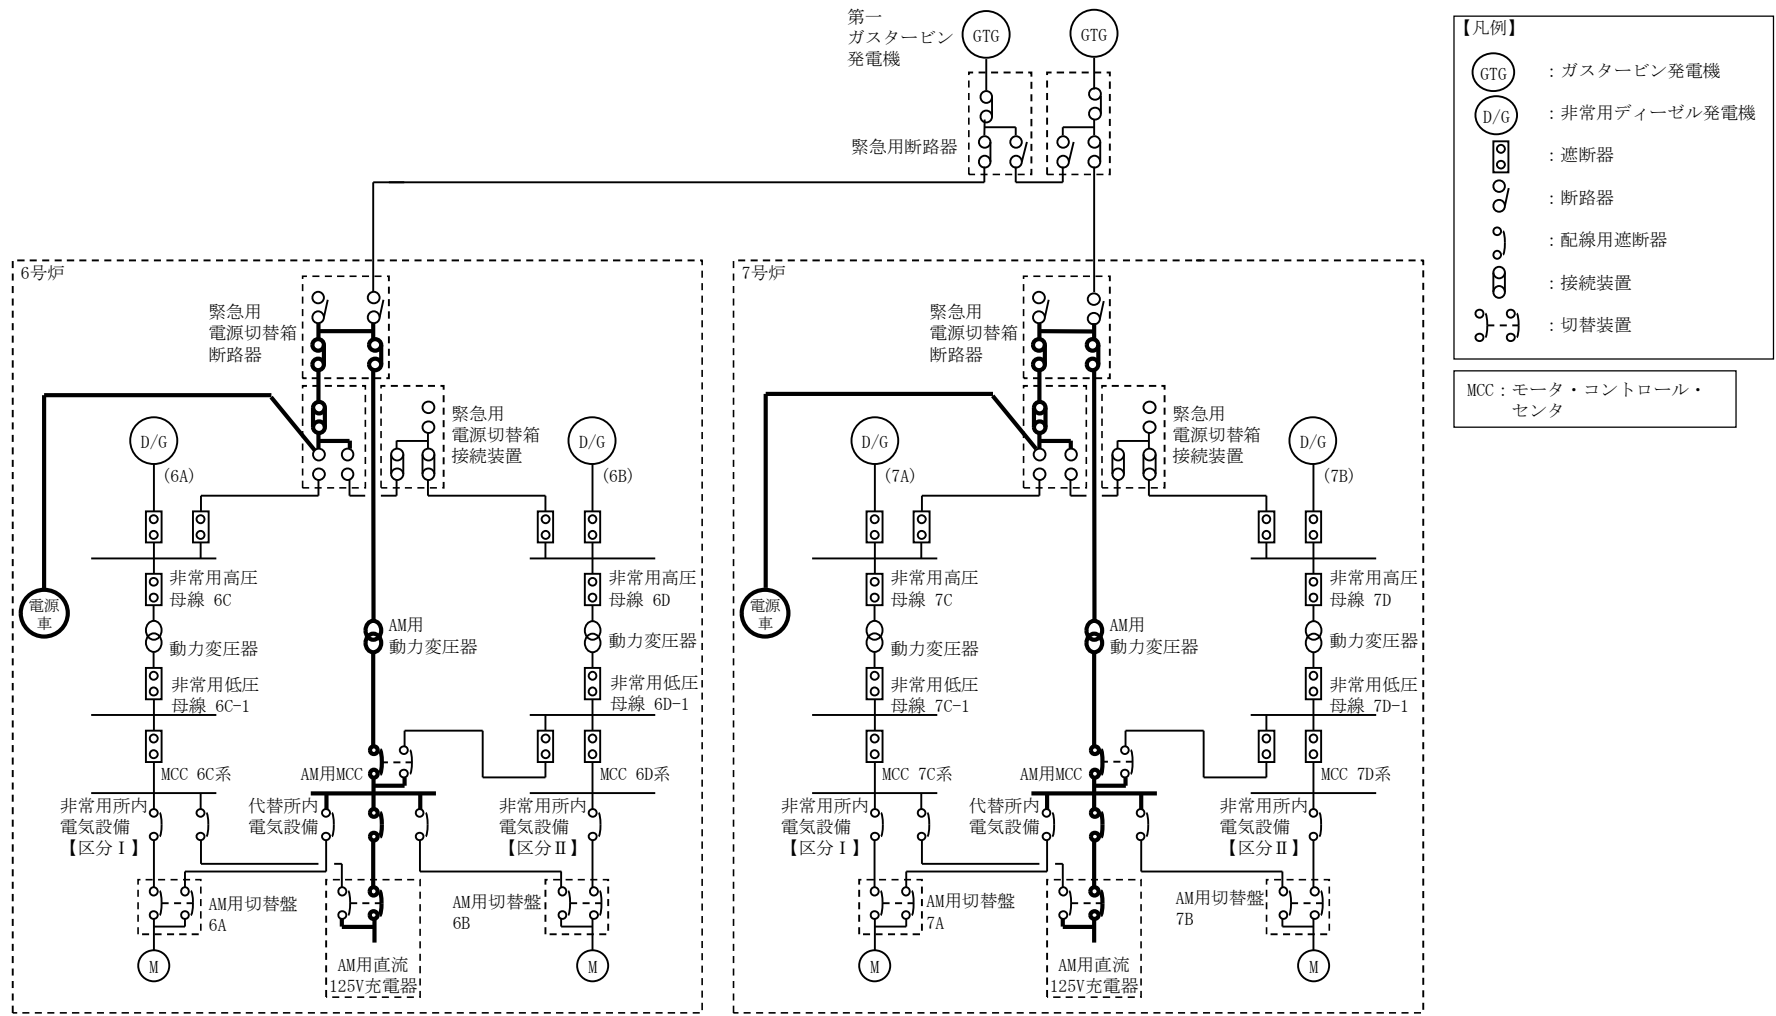 第一
ガスタービン
発電機
GTG
GTG
緊急用断路器
【凡例】
GTG
：ガスタービン発電機
D/G
：非常用ディーゼル発電機
：遮断器
：断路器
：配線用遮断器
：接続装置
：切替装置
MCC：モータ・コントロール・
センタ
6号炉
緊急用
電源切替箱
断路器
緊急用
電源切替箱
接続装置
D/G
(6A)
D/G
(6B)
非常用高圧
母線 6C
非常用高圧
母線 6D
電源
車
AM用
動力変圧器
動力変圧器
動力変圧器
非常用低圧
母線 6C-1
非常用低圧
母線 6D-1
MCC 6C系
AM用MCC
MCC 6D系
非常用所内
電気設備
【区分Ⅰ】
代替所内
電気設備
非常用所内
電気設備
【区分Ⅱ】
AM用切替盤
6A
AM用切替盤
6B
M
AM用直流
125V充電器
M
7号炉
緊急用
電源切替箱
断路器
緊急用
電源切替箱
接続装置
D/G
(7A)
D/G
(7B)
非常用高圧
母線 7C
非常用高圧
母線 7D
電源
車
AM用
動力変圧器
動力変圧器
動力変圧器
非常用低圧
母線 7C-1
非常用低圧
母線 7D-1
MCC 7C系
AM用MCC
MCC 7D系
非常用所内
電気設備
【区分Ⅰ】
代替所内
電気設備
非常用所内
電気設備
【区分Ⅱ】
AM用切替盤
7A
AM用切替盤
7B
M
AM用直流
125V充電器
M